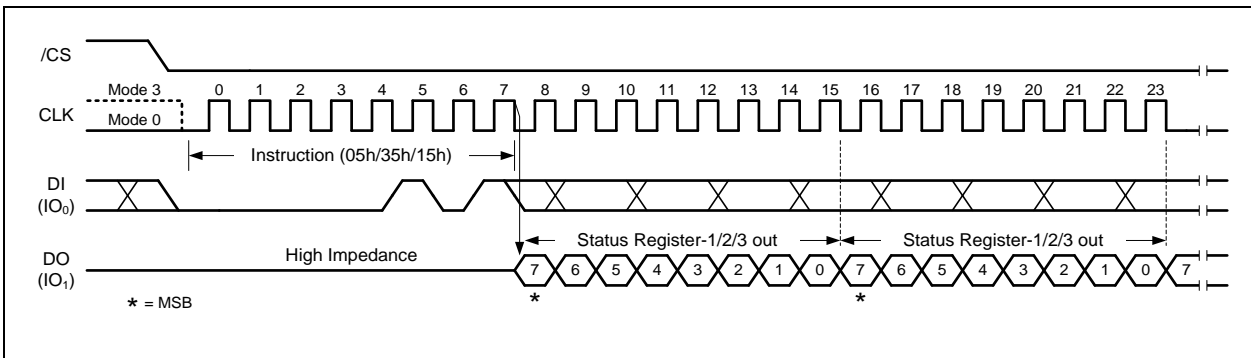 /CS
Mode 3
0 1 2 3 4 5 6 7 8 9 10 11 12 13 14 15 16 17 18 19 20 21 22 23
CLK
Mode 0
Instruction (05h/35h/15h)
DI
(IO₀)
Status Register-1/2/3 out Status Register-1/2/3 out
High Impedance
DO
(IO₁)
7 6 5 4 3 2 1 0 7 6 5 4 3 2 1 0 7
* *
* = MSB